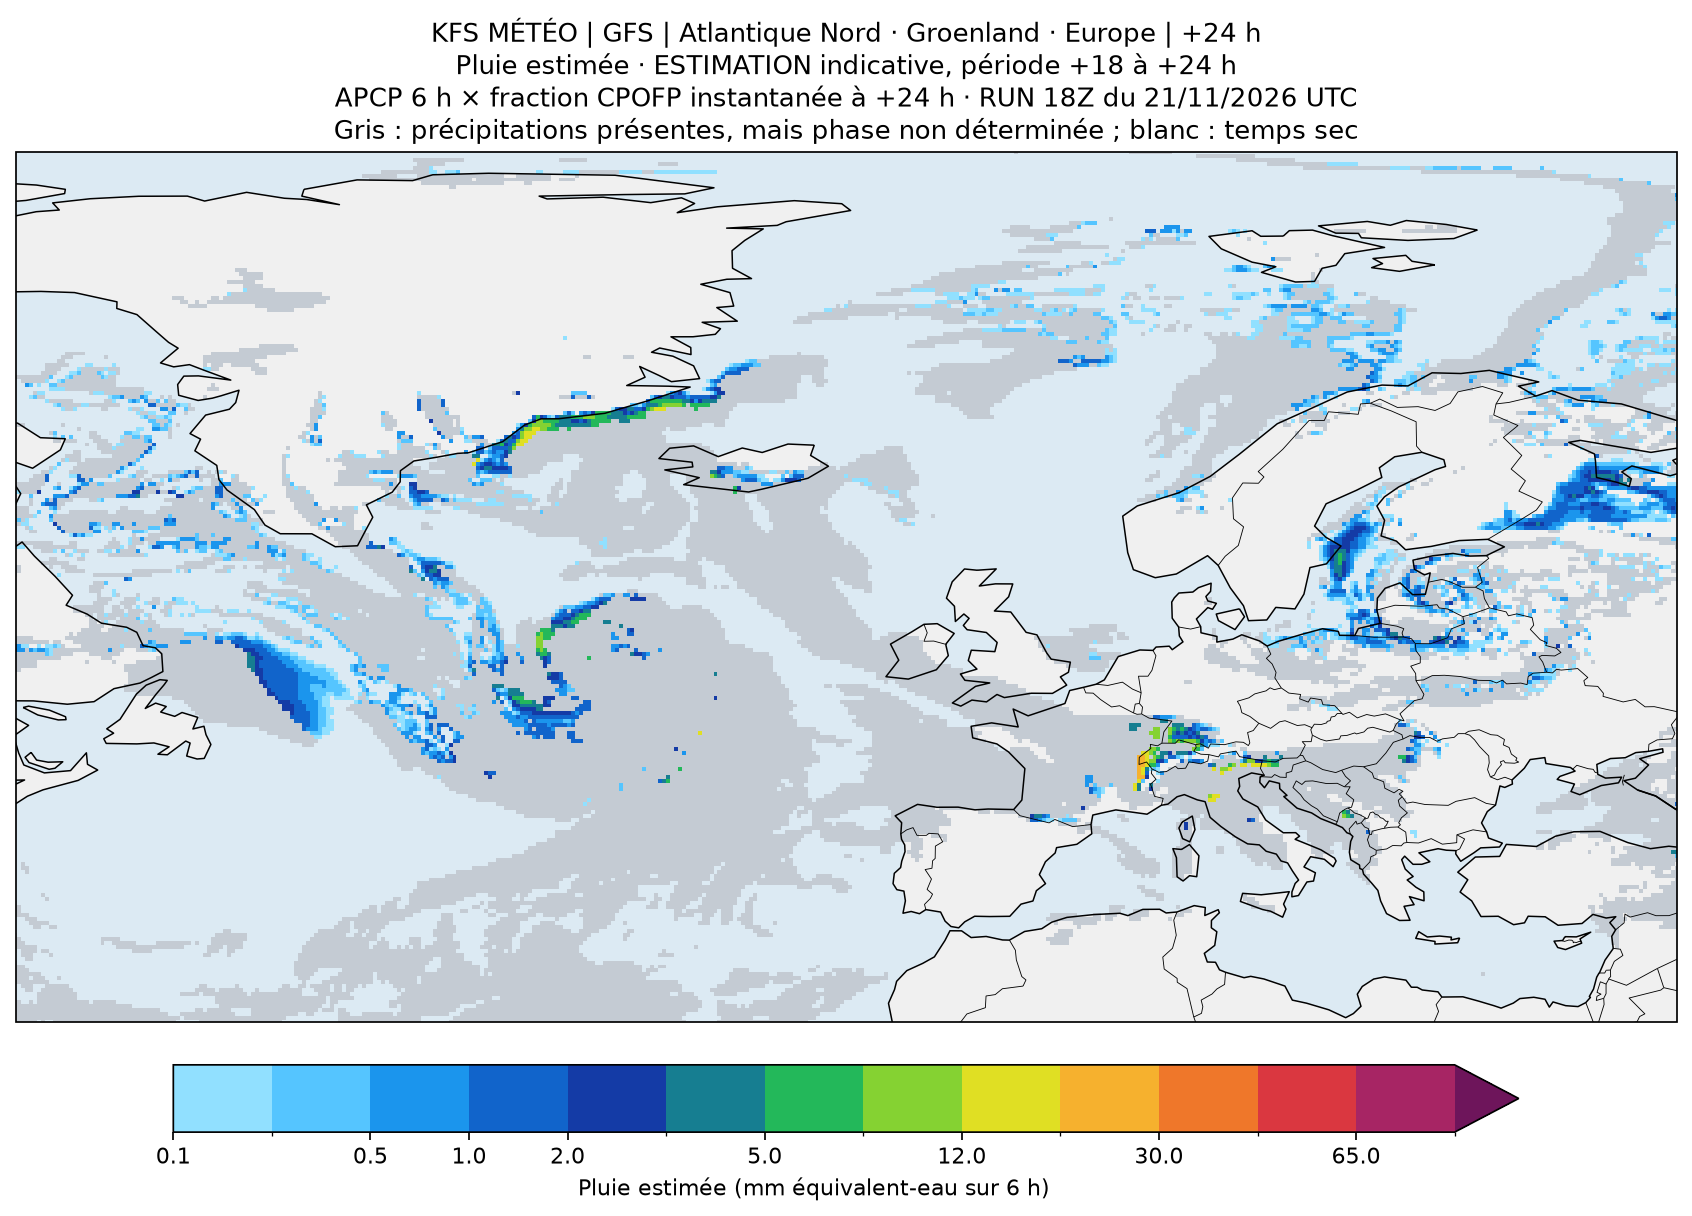 KFS MÉTÉO | GFS | Atlantique Nord · Groenland · Europe | +24 h
Pluie estimée · ESTIMATION indicative, période +18 à +24 h
APCP 6 h × fraction CPOFP instantanée à +24 h · RUN 18Z du 21/11/2026 UTC
Gris : précipitations présentes, mais phase non déterminée ; blanc : temps sec
0.1 0.5 1.0 2.0 5.0 12.0 30.0 65.0
Pluie estimée (mm équivalent-eau sur 6 h)